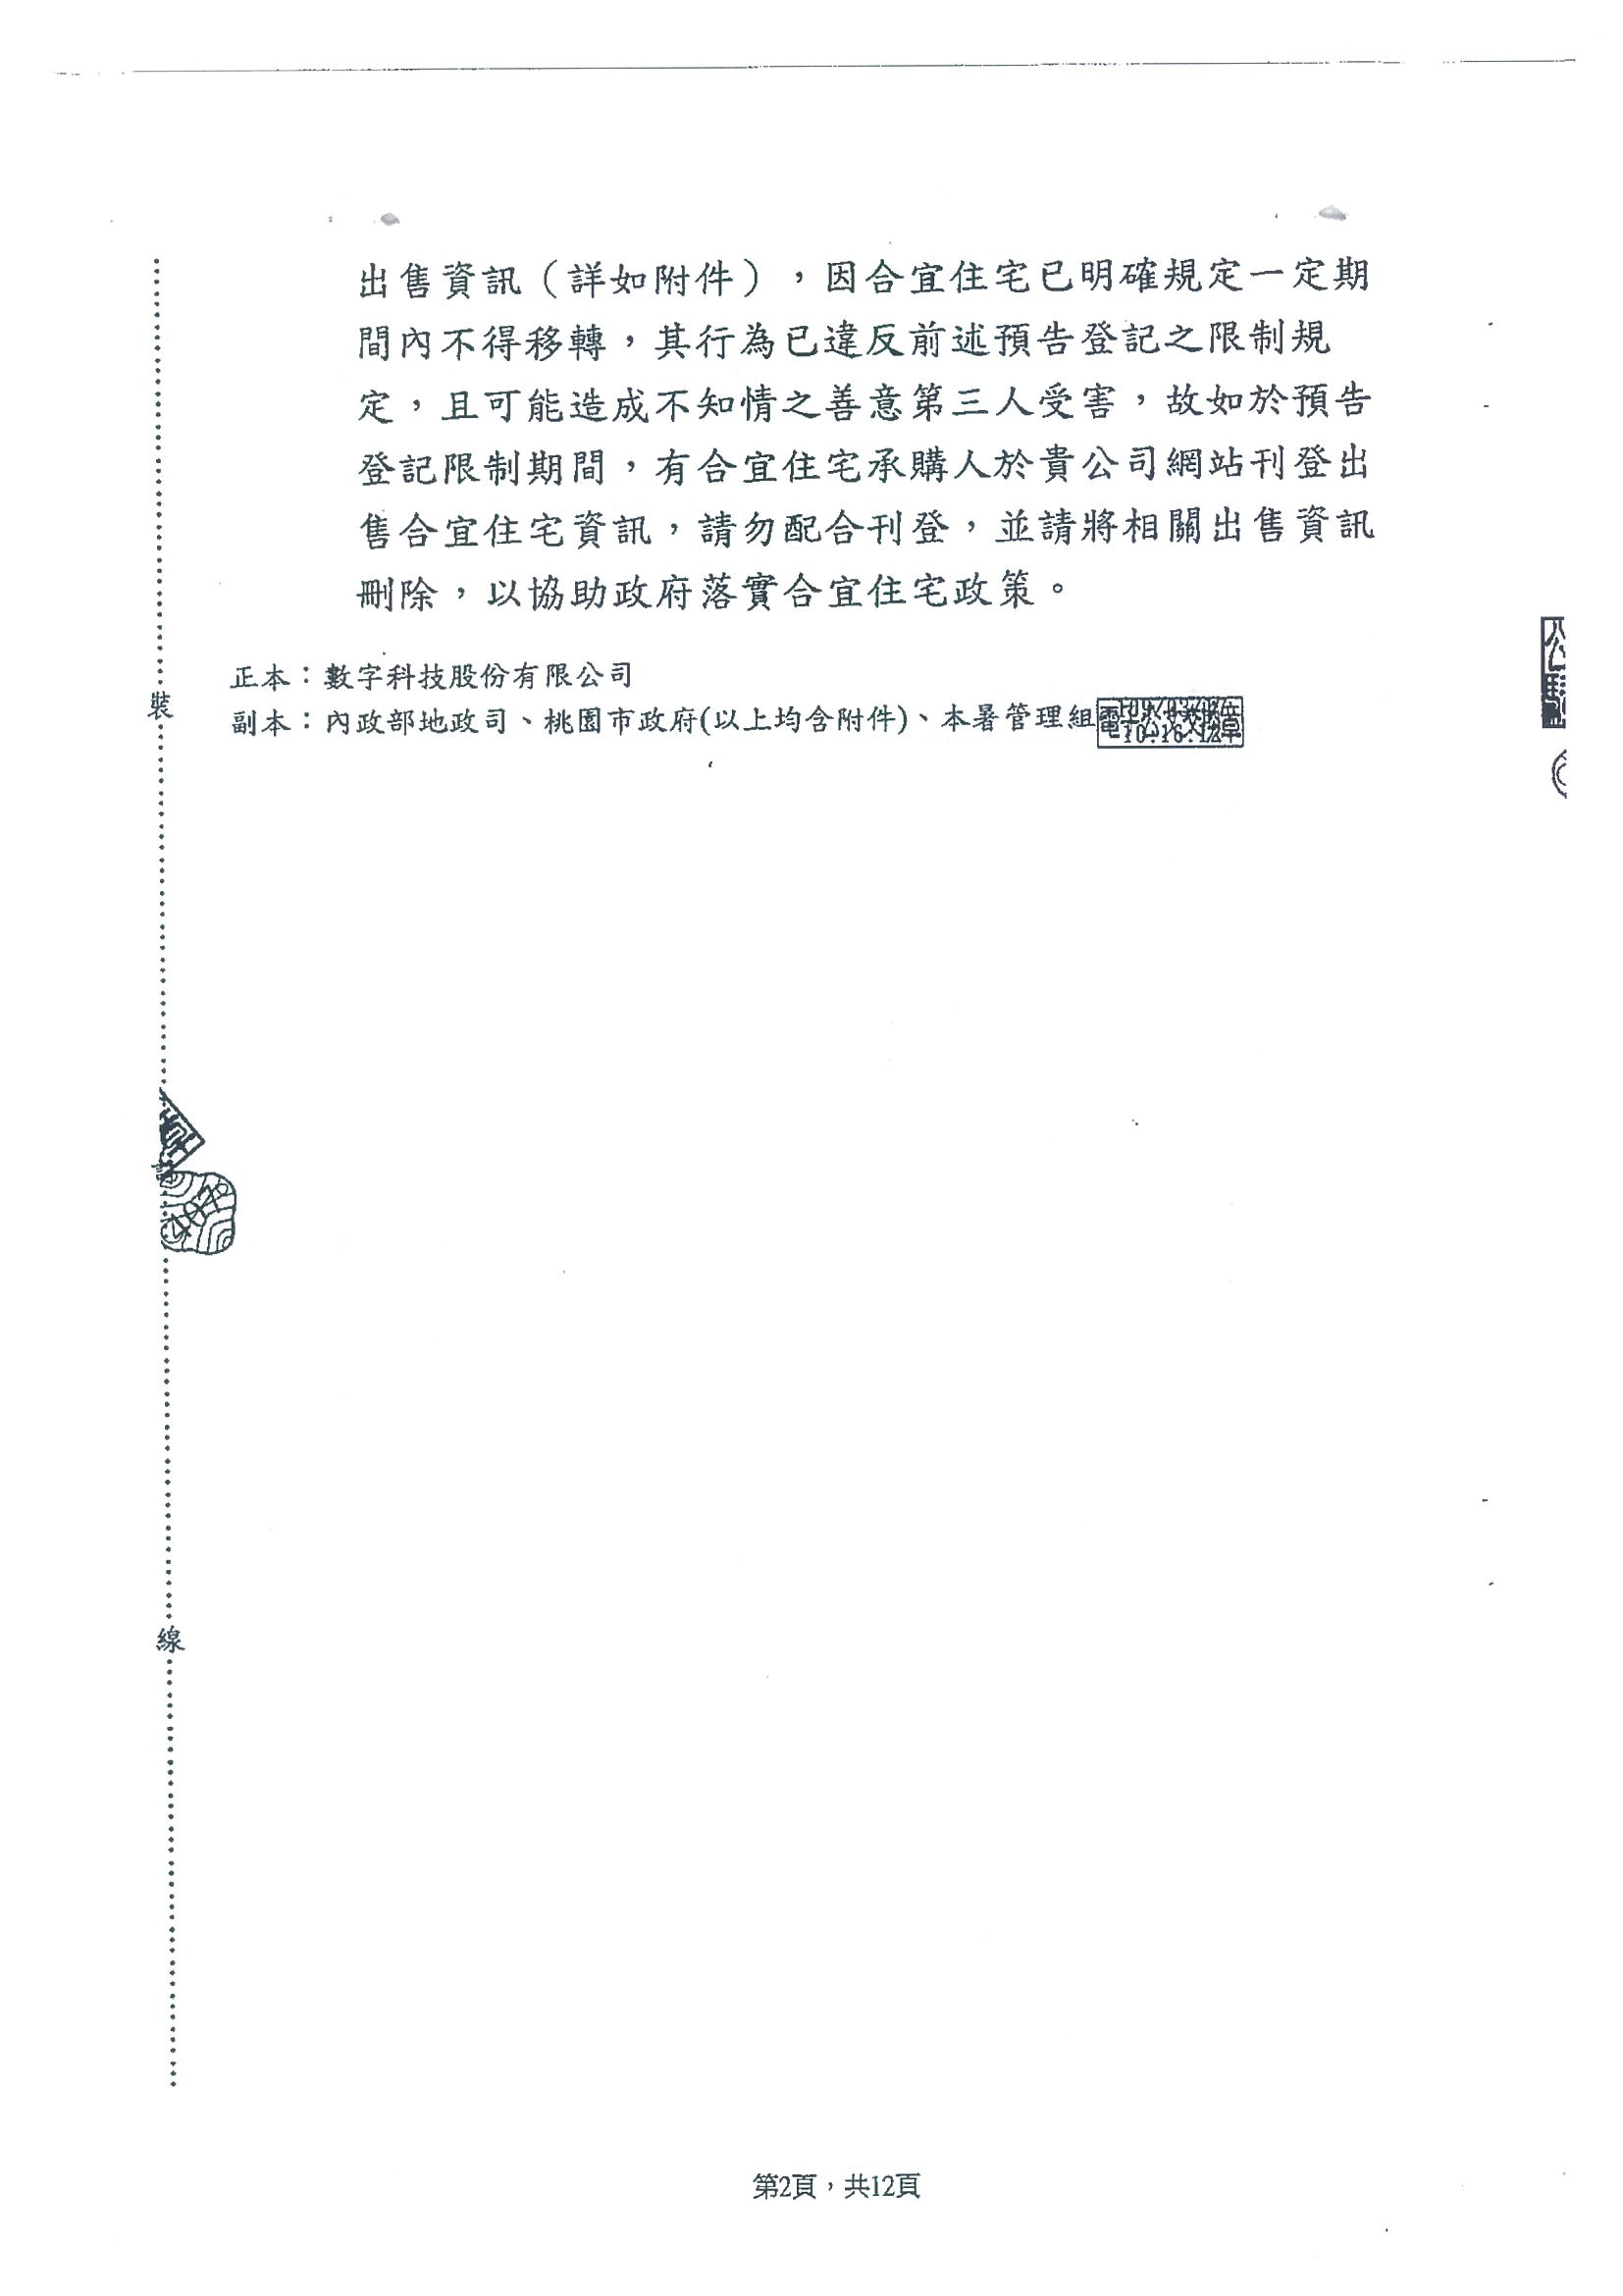 出售資訊（詳如附件），因合宜住宅已明確規定一定期
間內不得移轉，其行為已違反前述預告登記之限制規
定，且可能造成不知情之善意第三人受害，故如於預告
登記限制期間，有合宜住宅承購人於貴公司網站刊登出
售合宜住宅資訊，請勿配合刊登，並請將相關出售資訊
刪除，以協助政府落實合宜住宅政策。
正本：數字科技股份有限公司
副本：內政部地政司、桃園市政府(以上均含附件)、本署管理組
裝
線
第2頁，共12頁